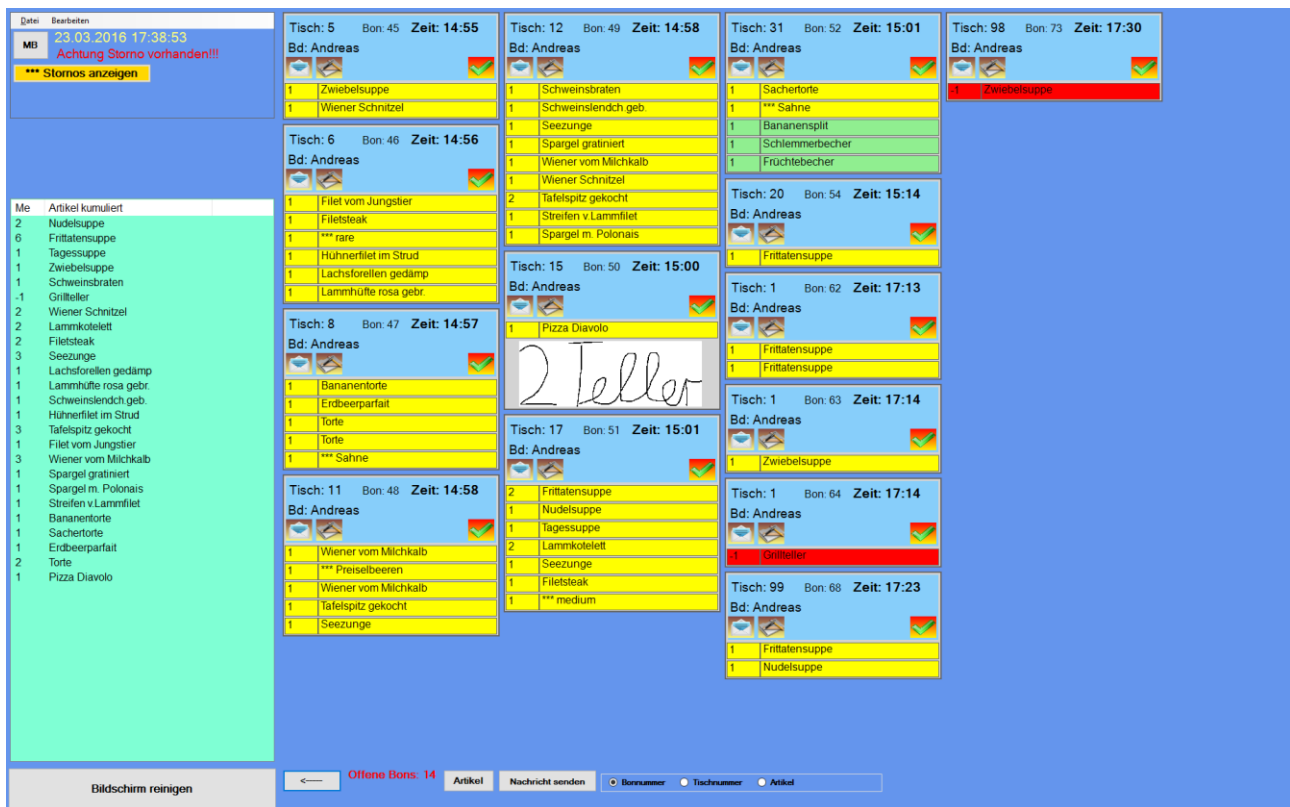 Datei Bearbeiten
MB
23.03.2016 17:38:53
Achtung Storno vorhanden!!!
*** Stornos anzeigen
Me Artikel kumuliert
2 Nudelsuppe
6 Frittatensuppe
1 Tagessuppe
1 Zwiebelsuppe
1 Schweinsbraten
-1 Grillteller
2 Wiener Schnitzel
2 Lammkotelett
2 Filetsteak
3 Seezunge
1 Lachsforellen gedämp
1 Lammhüfte rosa gebr.
1 Schweinslendch.geb.
1 Hühnerfilet im Strud
3 Tafelspitz gekocht
1 Filet vom Jungstier
3 Wiener vom Milchkalb
1 Spargel gratiniert
1 Spargel m. Polonais
1 Streifen v.Lammfilet
1 Bananentorte
1 Sachertorte
1 Erdbeerparfait
2 Torte
1 Pizza Diavolo
Bildschirm reinigen
Tisch: 5 Bon: 45 Zeit: 14:55
Bd: Andreas
1 Zwiebelsuppe
1 Wiener Schnitzel
Tisch: 6 Bon: 46 Zeit: 14:56
Bd: Andreas
1 Filet vom Jungstier
1 Filetsteak
1 *** rare
1 Hühnerfilet im Strud
1 Lachsforellen gedämp
1 Lammhüfte rosa gebr.
Tisch: 8 Bon: 47 Zeit: 14:57
Bd: Andreas
1 Bananentorte
1 Erdbeerparfait
1 Torte
1 Torte
1 *** Sahne
Tisch: 11 Bon: 48 Zeit: 14:58
Bd: Andreas
1 Wiener vom Milchkalb
1 *** Preiselbeeren
1 Wiener vom Milchkalb
1 Tafelspitz gekocht
1 Seezunge
Tisch: 12 Bon: 49 Zeit: 14:58
Bd: Andreas
1 Schweinsbraten
1 Schweinslendch.geb.
1 Seezunge
1 Spargel gratiniert
1 Wiener vom Milchkalb
1 Wiener Schnitzel
2 Tafelspitz gekocht
1 Streifen v.Lammfilet
1 Spargel m. Polonais
Tisch: 15 Bon: 50 Zeit: 15:00
Bd: Andreas
1 Pizza Diavolo
2 Teller
Tisch: 17 Bon: 51 Zeit: 15:01
Bd: Andreas
2 Frittatensuppe
1 Nudelsuppe
1 Tagessuppe
2 Lammkotelett
1 Seezunge
1 Filetsteak
1 *** medium
Tisch: 31 Bon: 52 Zeit: 15:01
Bd: Andreas
1 Sachertorte
1 *** Sahne
1 Bananensplit
1 Schlemmerbecher
1 Früchtebecher
Tisch: 20 Bon: 54 Zeit: 15:14
Bd: Andreas
1 Frittatensuppe
Tisch: 1 Bon: 62 Zeit: 17:13
Bd: Andreas
1 Frittatensuppe
1 Frittatensuppe
Tisch: 1 Bon: 63 Zeit: 17:14
Bd: Andreas
1 Zwiebelsuppe
Tisch: 1 Bon: 64 Zeit: 17:14
Bd: Andreas
-1 Grillteller
Tisch: 99 Bon: 68 Zeit: 17:23
Bd: Andreas
1 Frittatensuppe
1 Nudelsuppe
Tisch: 98 Bon: 73 Zeit: 17:30
Bd: Andreas
-1 Zwiebelsuppe
<----- Offene Bons: 14 Artikel Nachricht senden Bonnummer Tischnummer Artikel